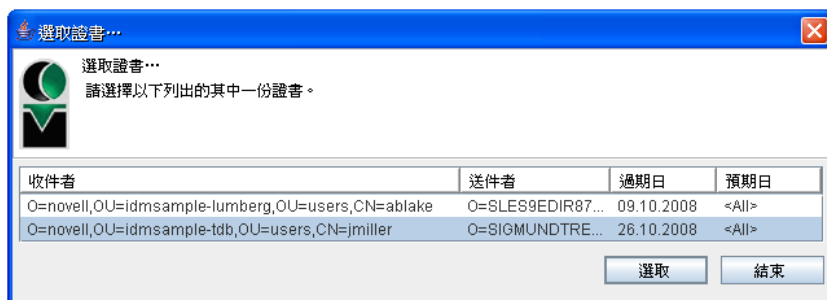 選取證書…
選取證書…
請選擇以下列出的其中一份證書。
收件者 送件者 過期日 預期日
O=novell,OU=idmsample-lumberg,OU=users,CN=ablake O=SLES9EDIR87... 09.10.2008 <All>
O=novell,OU=idmsample-tdb,OU=users,CN=jmiller O=SIGMUNDTRE... 26.10.2008 <All>
選取 結束